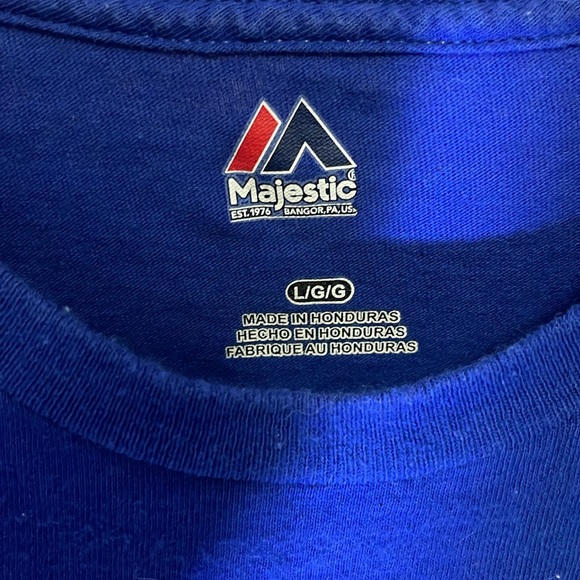 Majestic®
EST. 1976 BANGOR, PA, US
L/G/G
MADE IN HONDURAS
HECHO EN HONDURAS
FABRIQUE AU HONDURAS